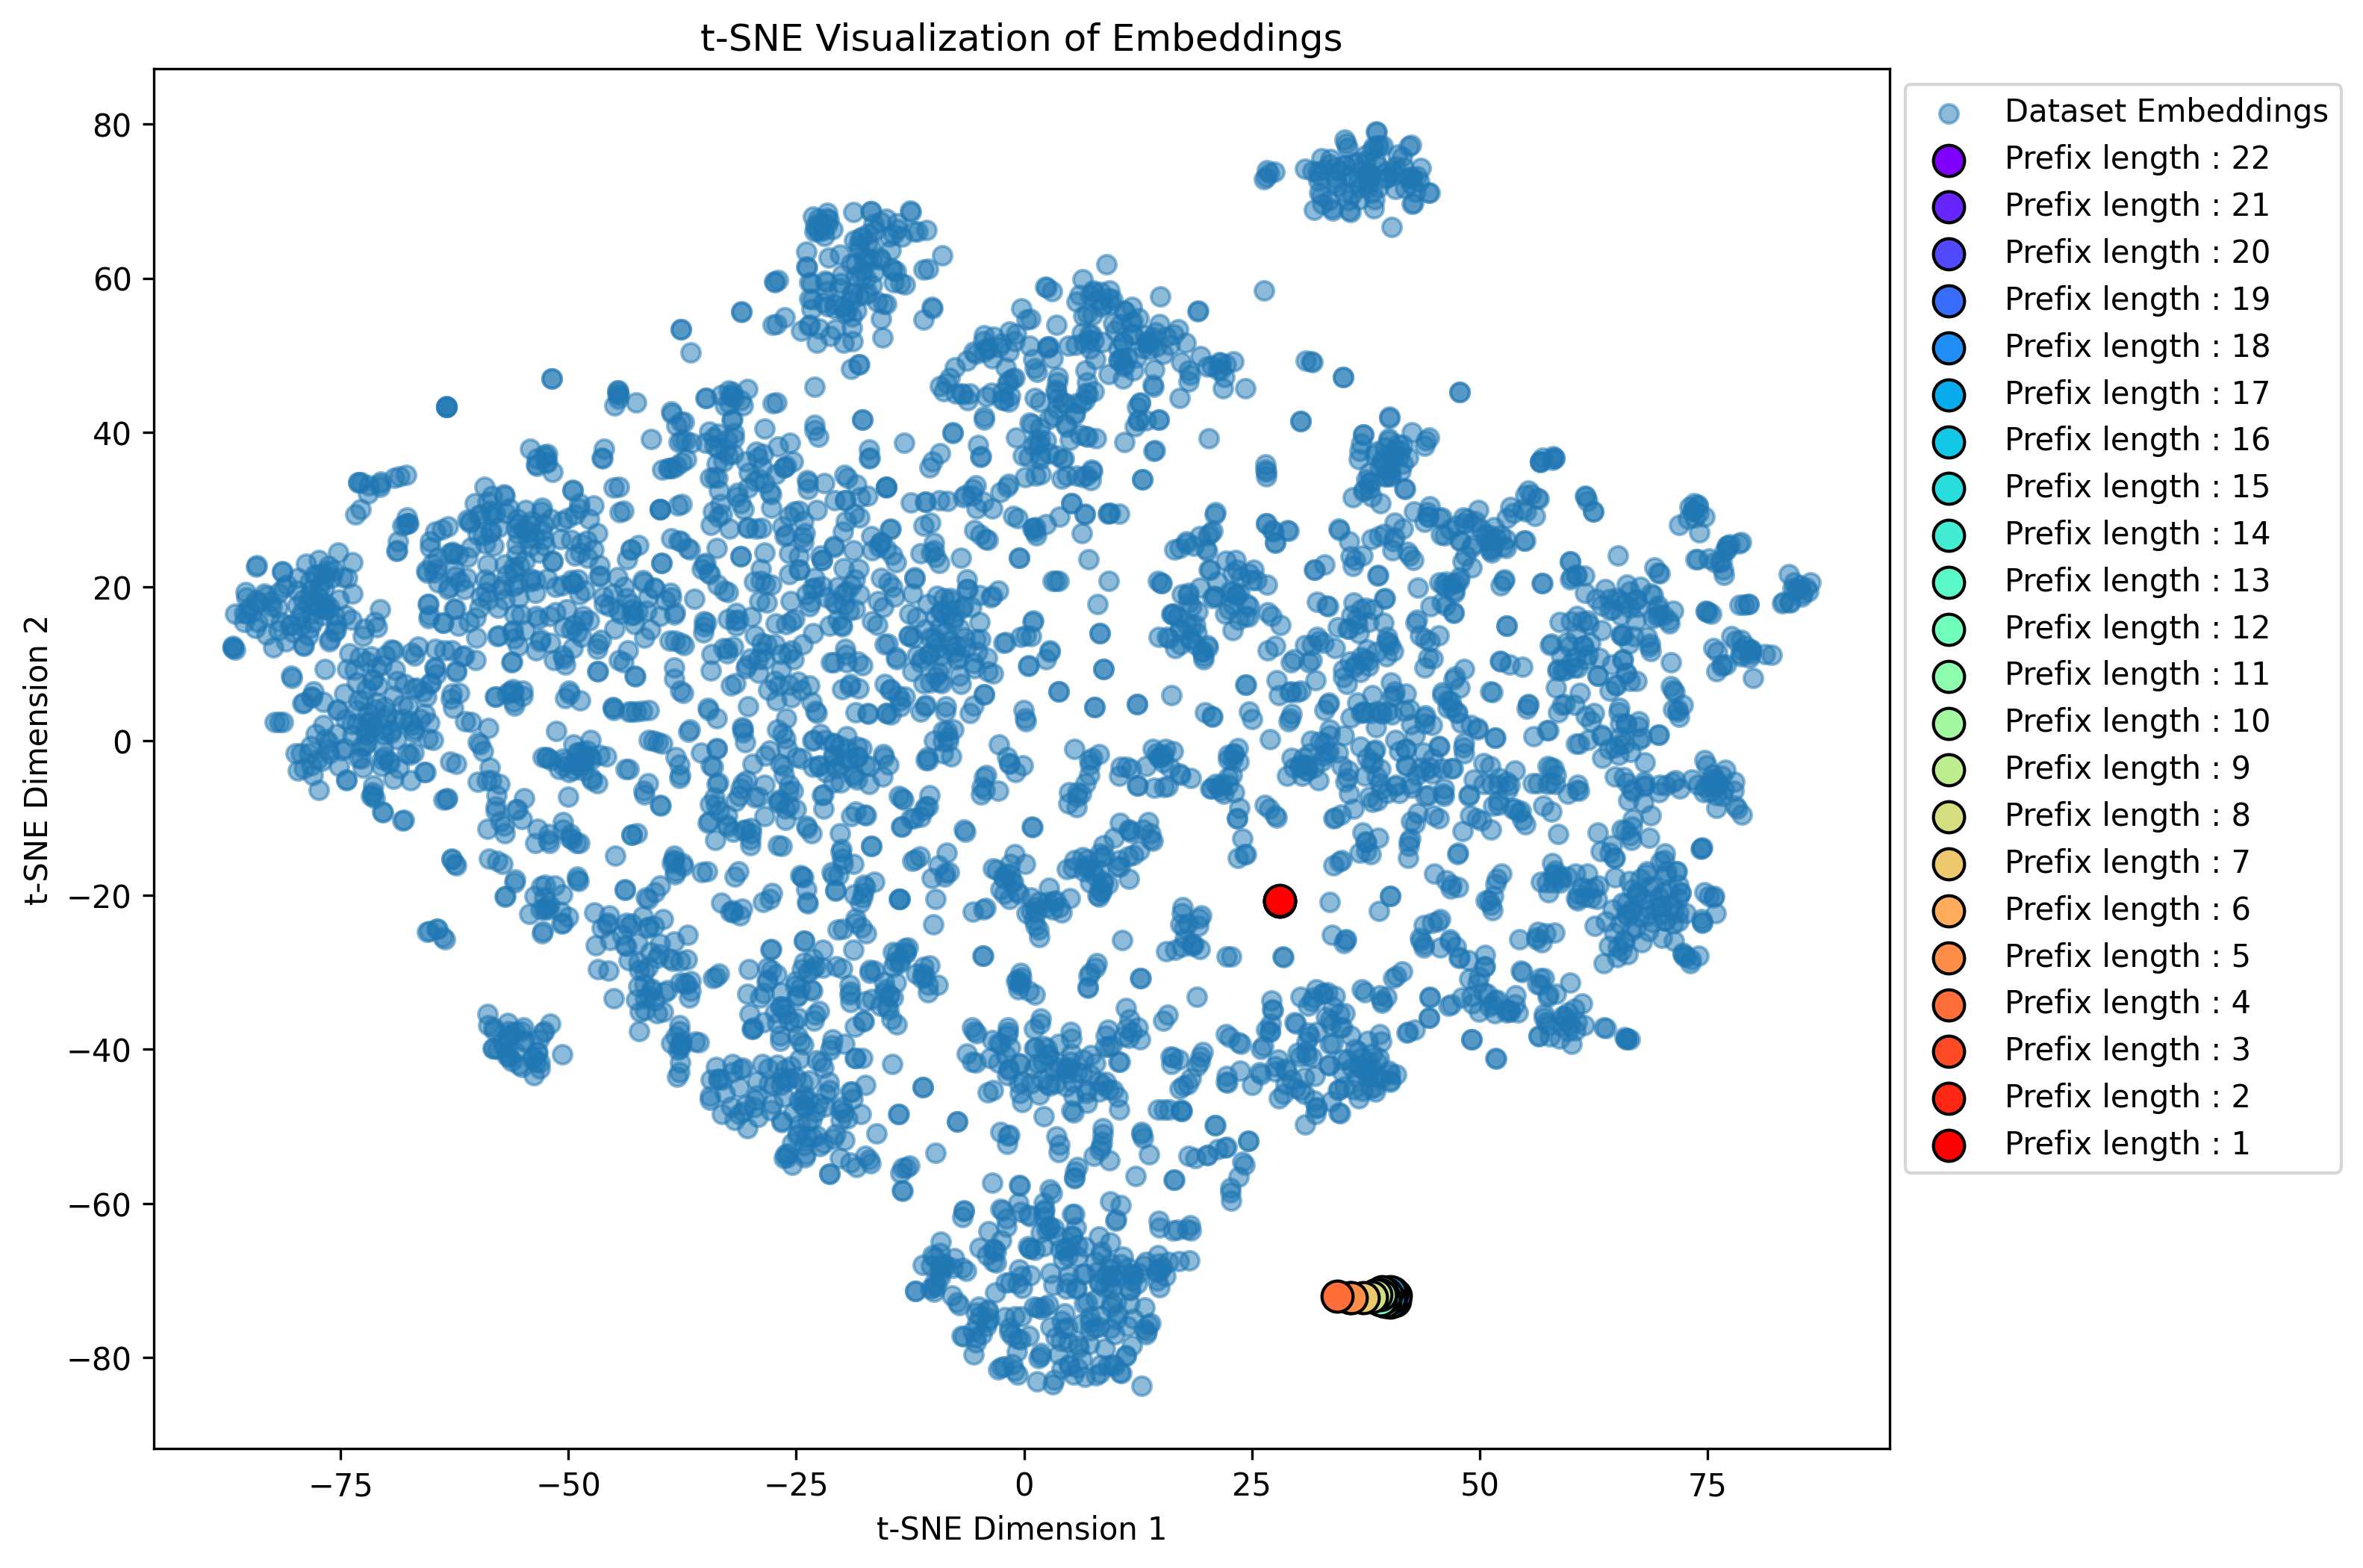 t-SNE Visualization of Embeddings
80
60
40
20
0
−20
−40
−60
−80
t-SNE Dimension 2
−75
−50
−25
0
25
50
75
t-SNE Dimension 1
Dataset Embeddings
Prefix length : 22
Prefix length : 21
Prefix length : 20
Prefix length : 19
Prefix length : 18
Prefix length : 17
Prefix length : 16
Prefix length : 15
Prefix length : 14
Prefix length : 13
Prefix length : 12
Prefix length : 11
Prefix length : 10
Prefix length : 9
Prefix length : 8
Prefix length : 7
Prefix length : 6
Prefix length : 5
Prefix length : 4
Prefix length : 3
Prefix length : 2
Prefix length : 1